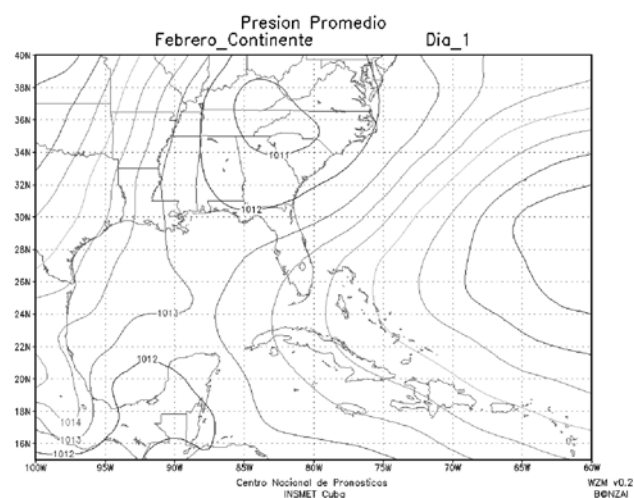 Presion Promedio
Febrero_Continente Dia_1
40N
38N
36N
34N
32N
30N
28N
26N
24N
22N
20N
18N
16N
1011
1012
1013
1012
1014
1013
1012
100W 95W 90W 85W 80W 75W 70W 65W 60W
Centro Nacional de Pronosticos
INSMET Cuba
WZM v0.2
B©NZAI